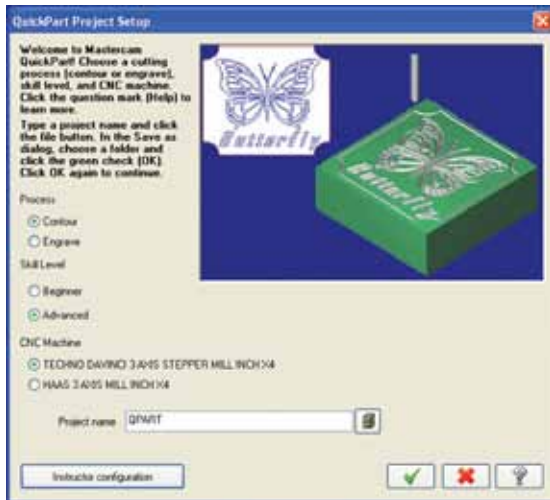 QuickPart Project Setup
Welcome to Mastercam
QuickPart! Choose a cutting
process (contour or engrave),
skill level, and CNC machine.
Click the question mark (Help) to
learn more.
Type a project name and click
the file button. In the Save as
dialog, choose a folder and
click the green check (OK).
Click OK again to continue.
Butterfly
Butterfly
Process
Contour
Engrave
Skill Level
Beginner
Advanced
CNC Machine
TECHNO DAVINCI 3 AXIS STEPPER MILL INCH X4
HAAS 3 AXIS MILL INCH X4
Project name QPART
Instructor configuration